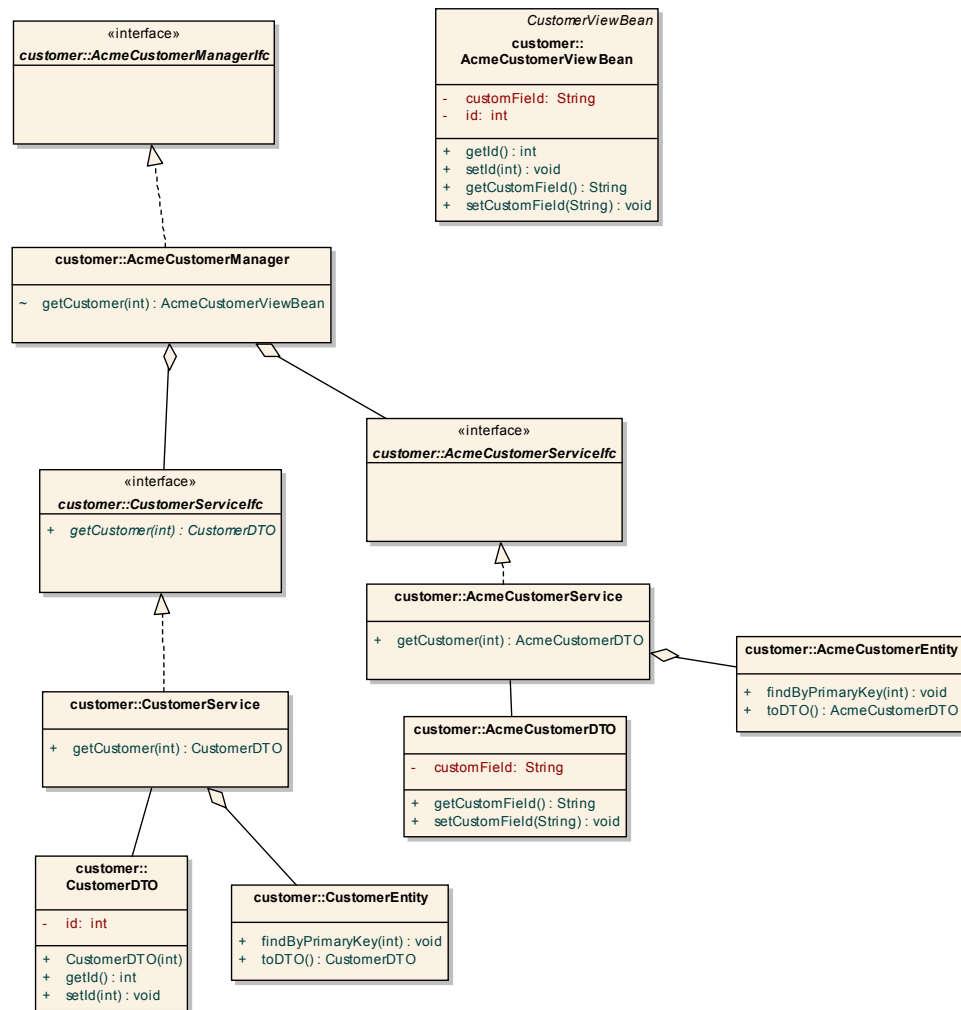 «interface»
customer::AcmeCustomerManagerIfc
CustomerViewBean
customer::
AcmeCustomerViewBean
- customField: String
- id: int
+ getId() : int
+ setId(int) : void
+ getCustomField() : String
+ setCustomField(String) : void
customer::AcmeCustomerManager
~ getCustomer(int) : AcmeCustomerViewBean
«interface»
customer::AcmeCustomerServiceIfc
«interface»
customer::CustomerServiceIfc
+ getCustomer(int) : CustomerDTO
customer::AcmeCustomerService
+ getCustomer(int) : AcmeCustomerDTO
customer::AcmeCustomerEntity
+ findByPrimaryKey(int) : void
+ toDTO() : AcmeCustomerDTO
customer::CustomerService
+ getCustomer(int) : CustomerDTO
customer::AcmeCustomerDTO
- customField: String
+ getCustomField() : String
+ setCustomField(String) : void
customer::
CustomerDTO
- id: int
+ CustomerDTO(int)
+ getId() : int
+ setId(int) : void
customer::CustomerEntity
+ findByPrimaryKey(int) : void
+ toDTO() : CustomerDTO